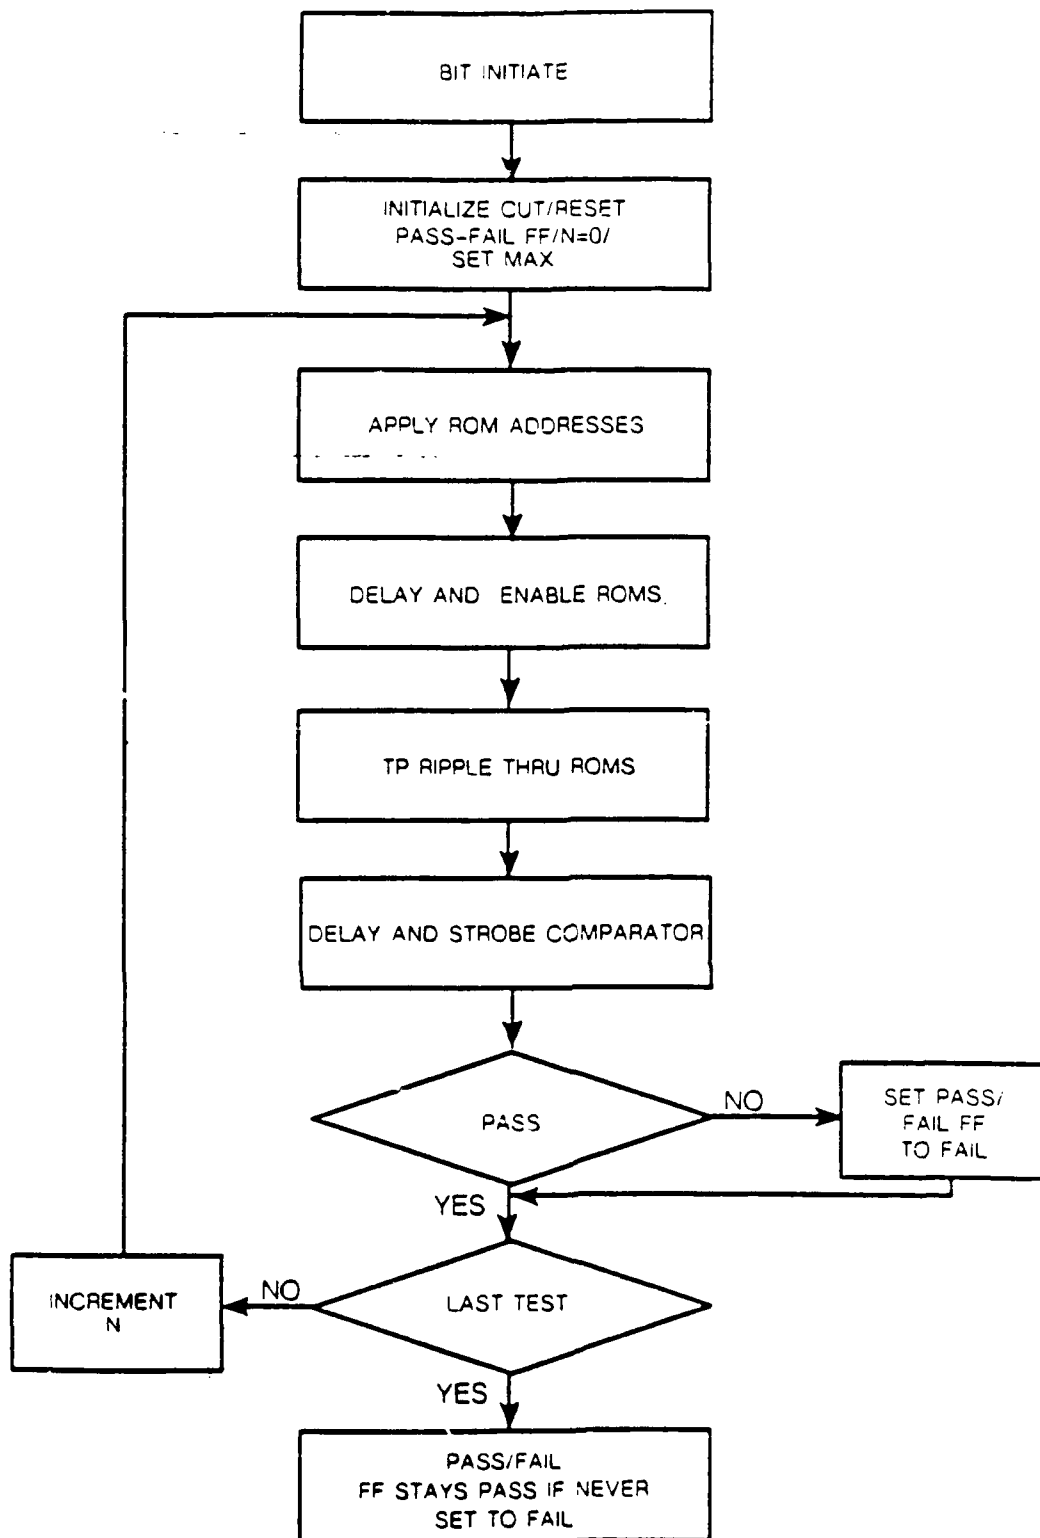 BIT INITIATE
INITIALIZE CUT/RESET
PASS-FAIL FF/N=0/
SET MAX
APPLY ROM ADDRESSES
DELAY AND ENABLE ROMS
TP RIPPLE THRU ROMS
DELAY AND STROBE COMPARATOR
PASS
NO
SET PASS/
FAIL FF
TO FAIL
YES
LAST TEST
NO
INCREMENT
N
YES
PASS/FAIL
FF STAYS PASS IF NEVER
SET TO FAIL